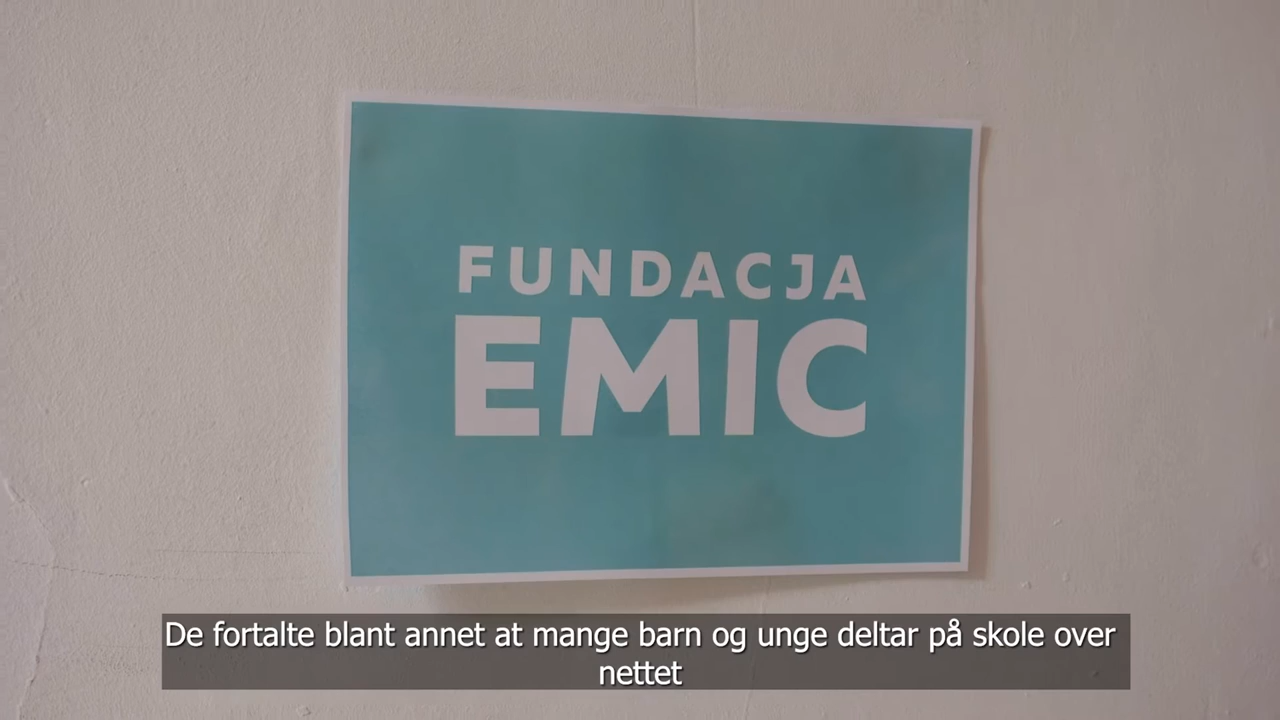 FUNDACJA
EMIC
De fortalte blant annet at mange barn og unge deltar på skole over
nettet